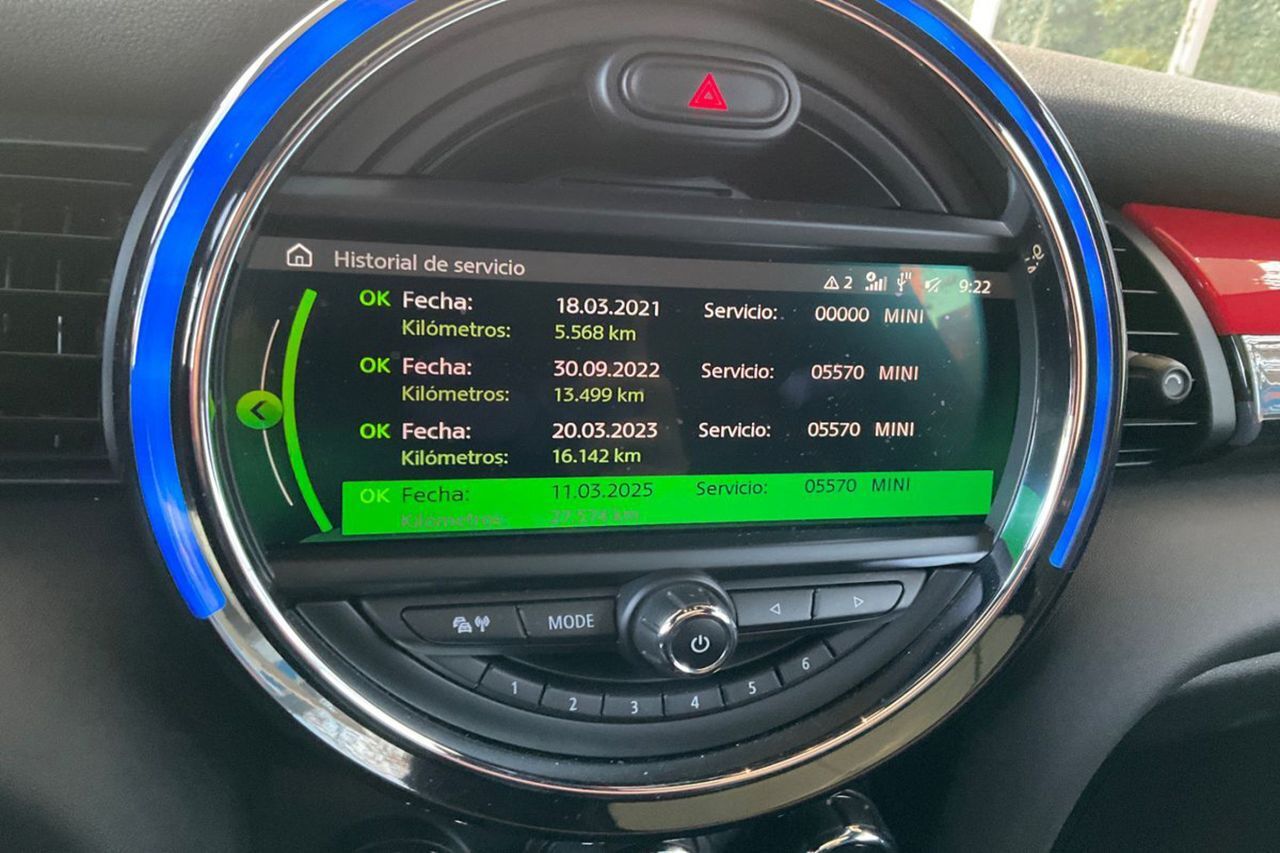 Historial de servicio 2 9:22
OK Fecha: 18.03.2021 Servicio: 00000 MINI
Kilómetros: 5.568 km
OK Fecha: 30.09.2022 Servicio: 05570 MINI
Kilómetros: 13.499 km
OK Fecha: 20.03.2023 Servicio: 05570 MINI
Kilómetros: 16.142 km
OK Fecha: 11.03.2025 Servicio: 05570 MINI
Kilómetros: km
MODE
1 2 3 4 5 6